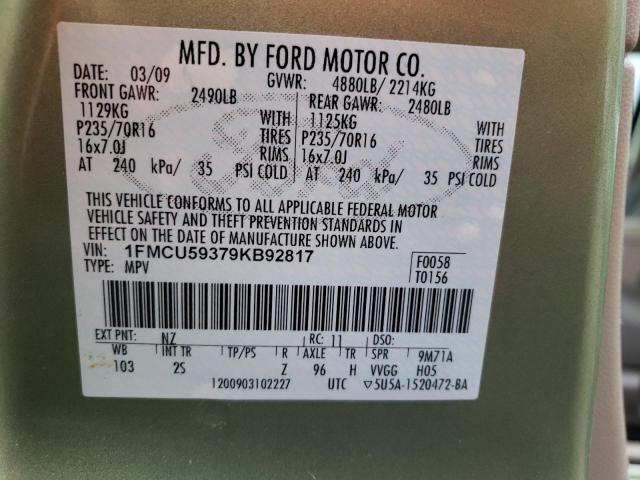 MFD. BY FORD MOTOR CO.
DATE: 03/09 GVWR: 4880LB/ 2214KG
FRONT GAWR: 2490LB REAR GAWR: 2480LB
1129KG WITH 1125KG WITH
P235/70R16 TIRES P235/70R16 TIRES
16x7.0J RIMS 16x7.0J RIMS
AT 240 kPa/ 35 PSI COLD AT 240 kPa/ 35 PSI COLD
Ford
THIS VEHICLE CONFORMS TO ALL APPLICABLE FEDERAL MOTOR
VEHICLE SAFETY AND THEFT PREVENTION STANDARDS IN
EFFECT ON THE DATE OF MANUFACTURE SHOWN ABOVE.
VIN: 1FMCU59379KB92817 F0058
TYPE: MPV T0156
EXT PNT: NZ RC: 11 DSO:
WB INT TR TP/PS R AXLE TR SPR 9M71A
103 2S Z 96 H VVGG H05
1200903102227 UTC ▽5U5A-1520472-BA